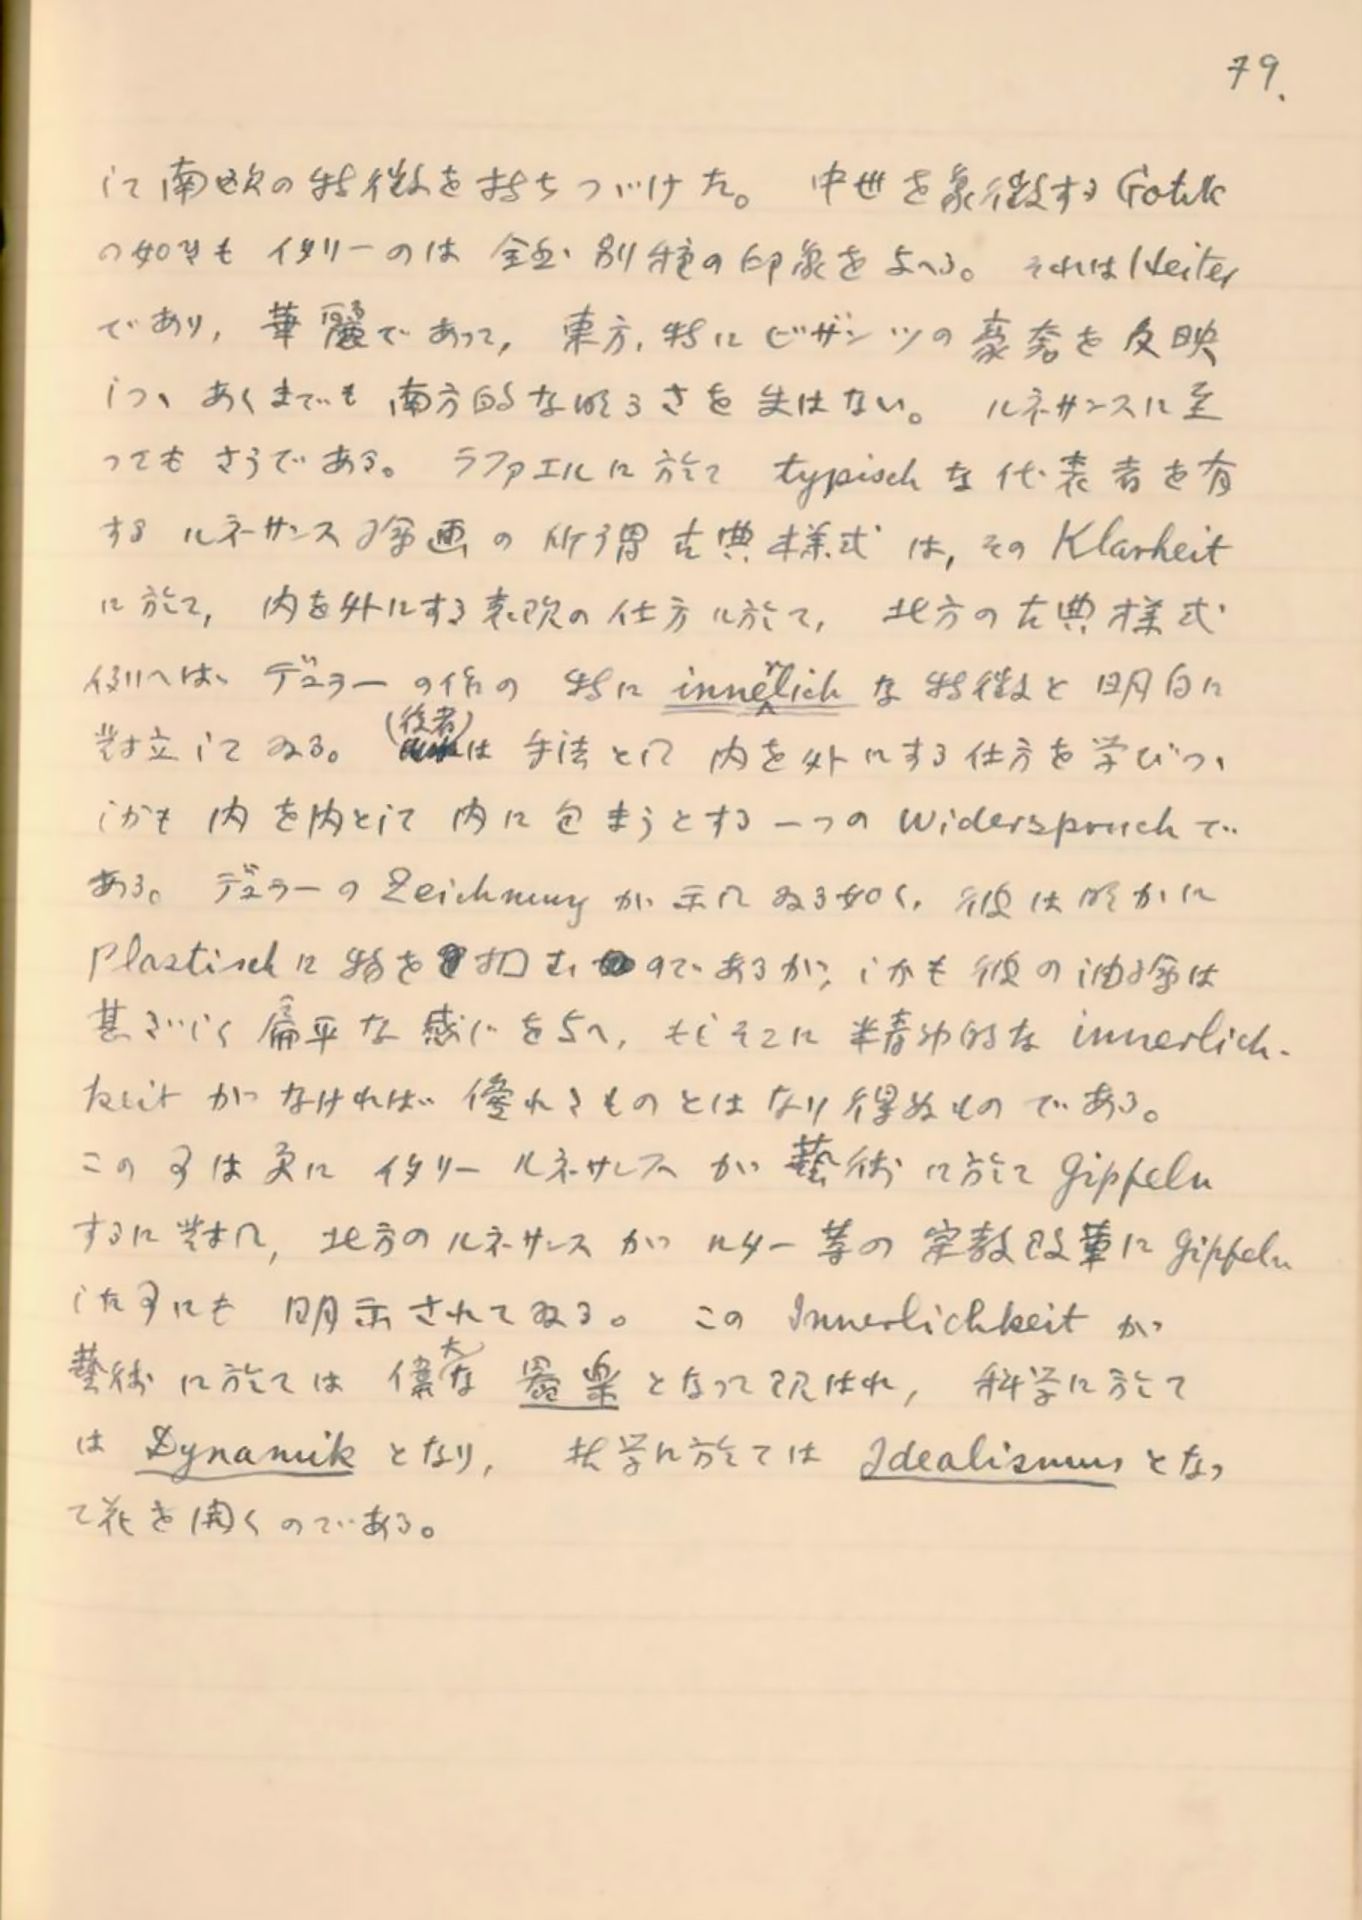 79.
して南欧の特徴を持ちつゞけた。 中世を象徴する Gotik
の如きも イタリーのは 全然別種の印象を与へる。 それは Heiter
であり, 華麗であって, 東方, 特にビザンツの豪奢を反映
しつゝ あくまでも 南方的な明るさを失はない。 ルネサンスに至
っても さうである。 ラファエルに於て typisch な代表者を有
する ルネーサンス絵画の所謂古典様式は, その Klarheit
に於て, 内を外にする表現の仕方に於て, 北方の古典様式
例へば、 デューラーの作の 特に innerlich な特徴と明白に
対立してゐる。 (後者)は 手法として 内を外にする仕方を学びつゝ
しかも 内を内として 内に包まうとする一つの Widerspruch で
ある。 デューラーの Zeichnung が示してゐる如く, 彼は明かに
Plastisch に物を 掴むのであるが, しかも彼の油絵は
甚だしく扁平な感じを与へ, もしそこに 精神的な innerlich-
keit がなければ 優れたものとはなり得ぬものである。
この事は更に イタリールネサンスが 藝術に於て gipfeln
するに対して, 北方のルネサンスが ルター等の宗教改革に gipfeln
した事にも 明示されてゐる。 この Innerlichkeit が
藝術に於ては 偉大な 器楽となって現はれ, 科学に於て
は Dynamik となり, 哲学に於ては Idealismus となっ
て花を開くのである。